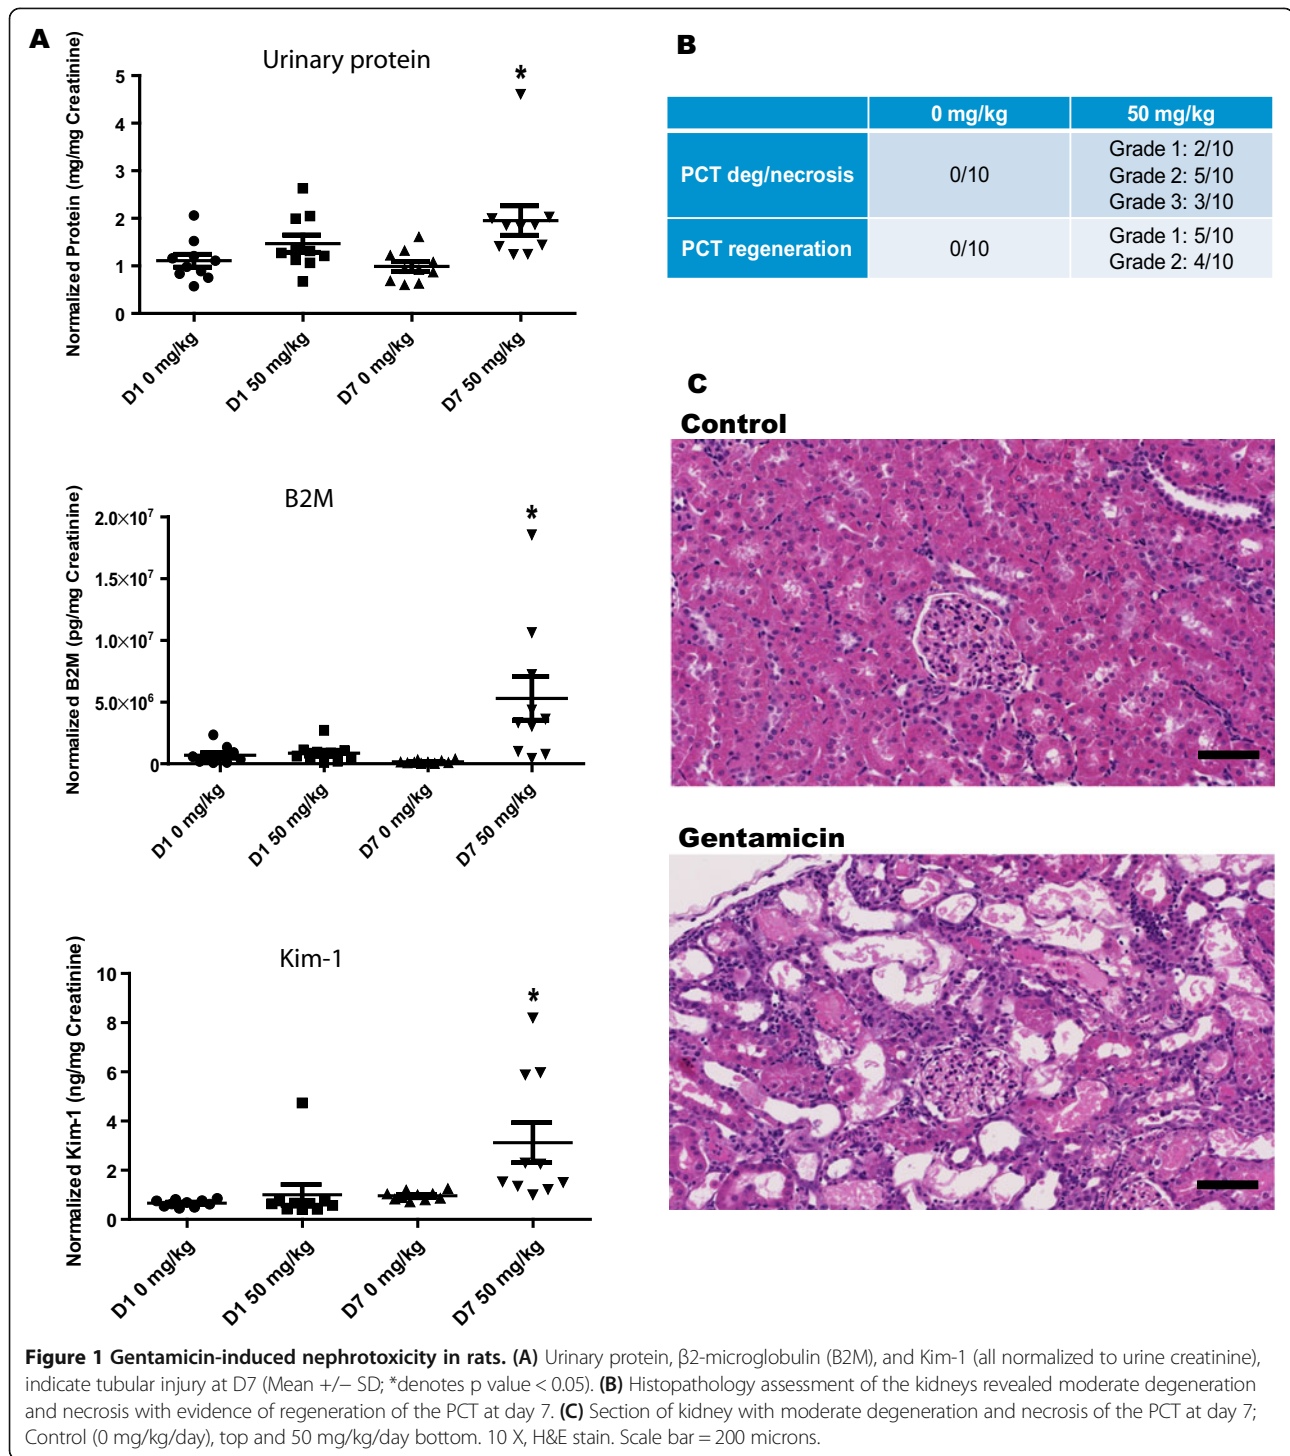 A
Urinary protein
*
Normalized Protein (mg/mg Creatinine)
5
4
3
2
1
0
D1 0 mg/kg
D1 50 mg/kg
D7 0 mg/kg
D7 50 mg/kg
B2M
*
Normalized B2M (pg/mg Creatinine)
2.0×10⁷
1.5×10⁷
1.0×10⁷
5.0×10⁶
0
D1 0 mg/kg
D1 50 mg/kg
D7 0 mg/kg
D7 50 mg/kg
Kim-1
*
Normalized Kim-1 (ng/mg Creatinine)
10
8
6
4
2
0
D1 0 mg/kg
D1 50 mg/kg
D7 0 mg/kg
D7 50 mg/kg
B
0 mg/kg 50 mg/kg
PCT deg/necrosis 0/10 Grade 1: 2/10
Grade 2: 5/10
Grade 3: 3/10
PCT regeneration 0/10 Grade 1: 5/10
Grade 2: 4/10
C
Control
Gentamicin
Figure 1 Gentamicin-induced nephrotoxicity in rats. (A) Urinary protein, β2-microglobulin (B2M), and Kim-1 (all normalized to urine creatinine),
indicate tubular injury at D7 (Mean +/− SD; *denotes p value < 0.05). (B) Histopathology assessment of the kidneys revealed moderate degeneration
and necrosis with evidence of regeneration of the PCT at day 7. (C) Section of kidney with moderate degeneration and necrosis of the PCT at day 7;
Control (0 mg/kg/day), top and 50 mg/kg/day bottom. 10 X, H&E stain. Scale bar = 200 microns.